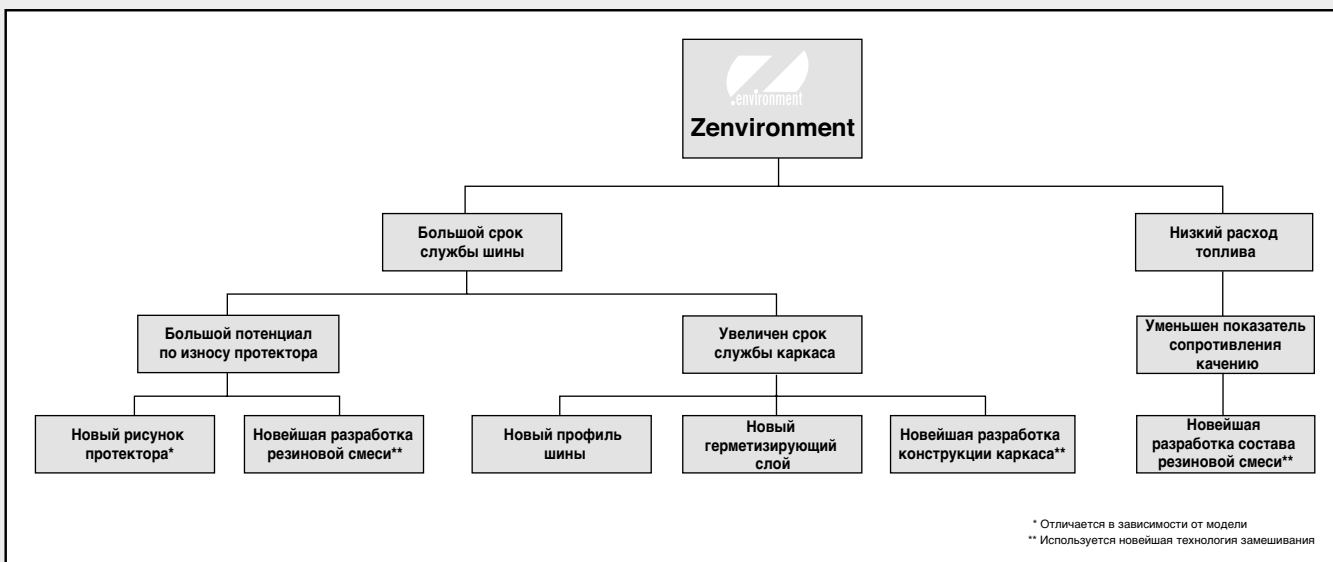 .environment
Zenvironment
Большой срок
службы шины
Низкий расход
топлива
Большой потенциал
по износу протектора
Увеличен срок
службы каркаса
Уменьшен показатель
сопротивления
качению
Новый рисунок
протектора*
Новейшая разработка
резиновой смеси**
Новый профиль
шины
Новый
герметизирующий
слой
Новейшая разработка
конструкции каркаса**
Новейшая
разработка состава
резиновой смеси**
* Отличается в зависимости от модели
** Используется новейшая технология замешивания